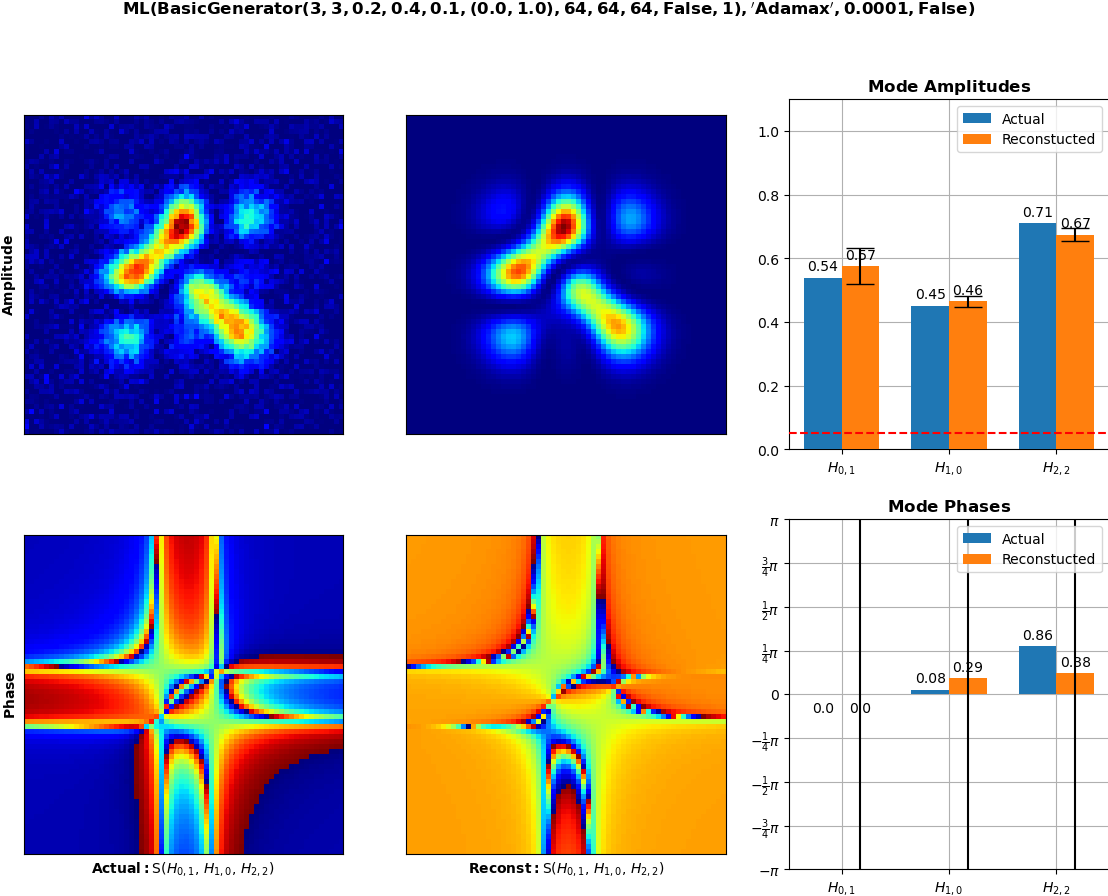 ML(BasicGenerator(3, 3, 0.2, 0.4, 0.1, (0.0, 1.0), 64, 64, 64, False, 1), ′Adamax′, 0.0001, False)
Amplitude
Mode Amplitudes
Actual
Reconstucted
1.0
0.8
0.6
0.4
0.2
0.0
0.54
0.57
0.45
0.46
0.71
0.67
H0, 1
H1, 0
H2, 2
Phase
Actual: S(H0, 1, H1, 0, H2, 2)
Reconst: S(H0, 1, H1, 0, H2, 2)
Mode Phases
Actual
Reconstucted
π
3/4π
1/2π
1/4π
0
−1/4π
−1/2π
−3/4π
−π
0.0
0.0
0.08
0.29
0.86
0.38
H0, 1
H1, 0
H2, 2